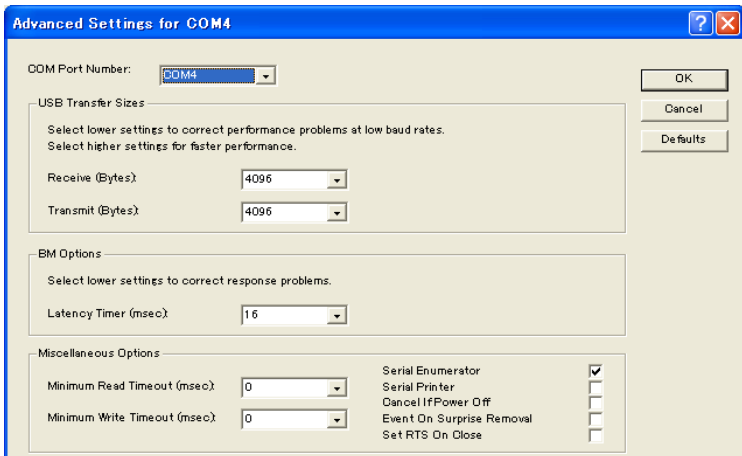 Advanced Settings for COM4
COM Port Number: COM4
OK
USB Transfer Sizes
Cancel
Select lower settings to correct performance problems at low baud rates.
Defaults
Select higher settings for faster performance.
Receive (Bytes): 4096
Transmit (Bytes): 4096
BM Options
Select lower settings to correct response problems.
Latency Timer (msec): 16
Miscellaneous Options
Serial Enumerator
Minimum Read Timeout (msec): 0
Serial Printer
Cancel If Power Off
Minimum Write Timeout (msec): 0
Event On Surprise Removal
Set RTS On Close